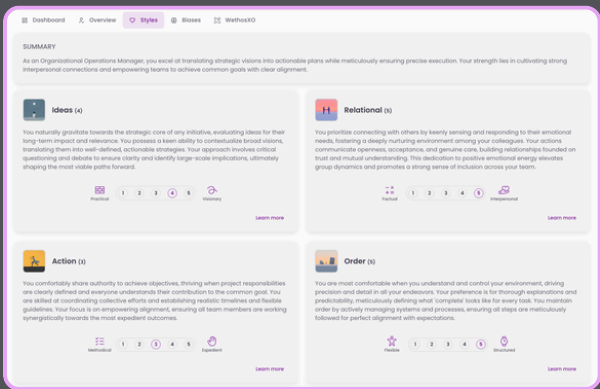 Dashboard Overview Styles Biases WethosXO
SUMMARY
As an Organizational Operations Manager, you excel at translating strategic visions into actionable plans while meticulously ensuring precise execution. Your strength lies in cultivating strong
interpersonal connections and empowering teams to achieve common goals with clear alignment.
Ideas (4)
You naturally gravitate towards the strategic core of any initiative, evaluating ideas for their
long-term impact and relevance. You possess a keen ability to contextualize broad visions,
translating them into well-defined, actionable strategies. Your approach involves critical
questioning and debate to ensure clarity and identify large-scale implications, ultimately
shaping the most viable paths forward.
Practical 1 2 3 4 5 Visionary
Learn more
Relational (5)
You prioritize connecting with others by keenly sensing and responding to their emotional
needs, fostering a deeply nurturing environment among your colleagues. Your actions
communicate openness, acceptance, and genuine care, building relationships founded on
trust and mutual understanding. This dedication to positive emotional energy elevates
group dynamics and promotes a strong sense of inclusion across your team.
Factual 1 2 3 4 5 Interpersonal
Learn more
Action (3)
You comfortably share authority to achieve objectives, thriving when project responsibilities
are clearly defined and everyone understands their contribution to the common goal. You
are skilled at coordinating collective efforts and establishing realistic timelines and flexible
guidelines. Your focus is on empowering alignment, ensuring all team members are working
synergistically towards the most expedient outcomes.
Methodical 1 2 3 4 5 Expedient
Learn more
Order (5)
You are most comfortable when you understand and control your environment, driving
precision and detail in all your endeavors. Your preference is for thorough explanations and
predictability, meticulously defining what 'complete' looks like for every task. You maintain
order by actively managing systems and processes, ensuring all steps are meticulously
followed for perfect alignment with expectations.
Flexible 1 2 3 4 5 Structured
Learn more